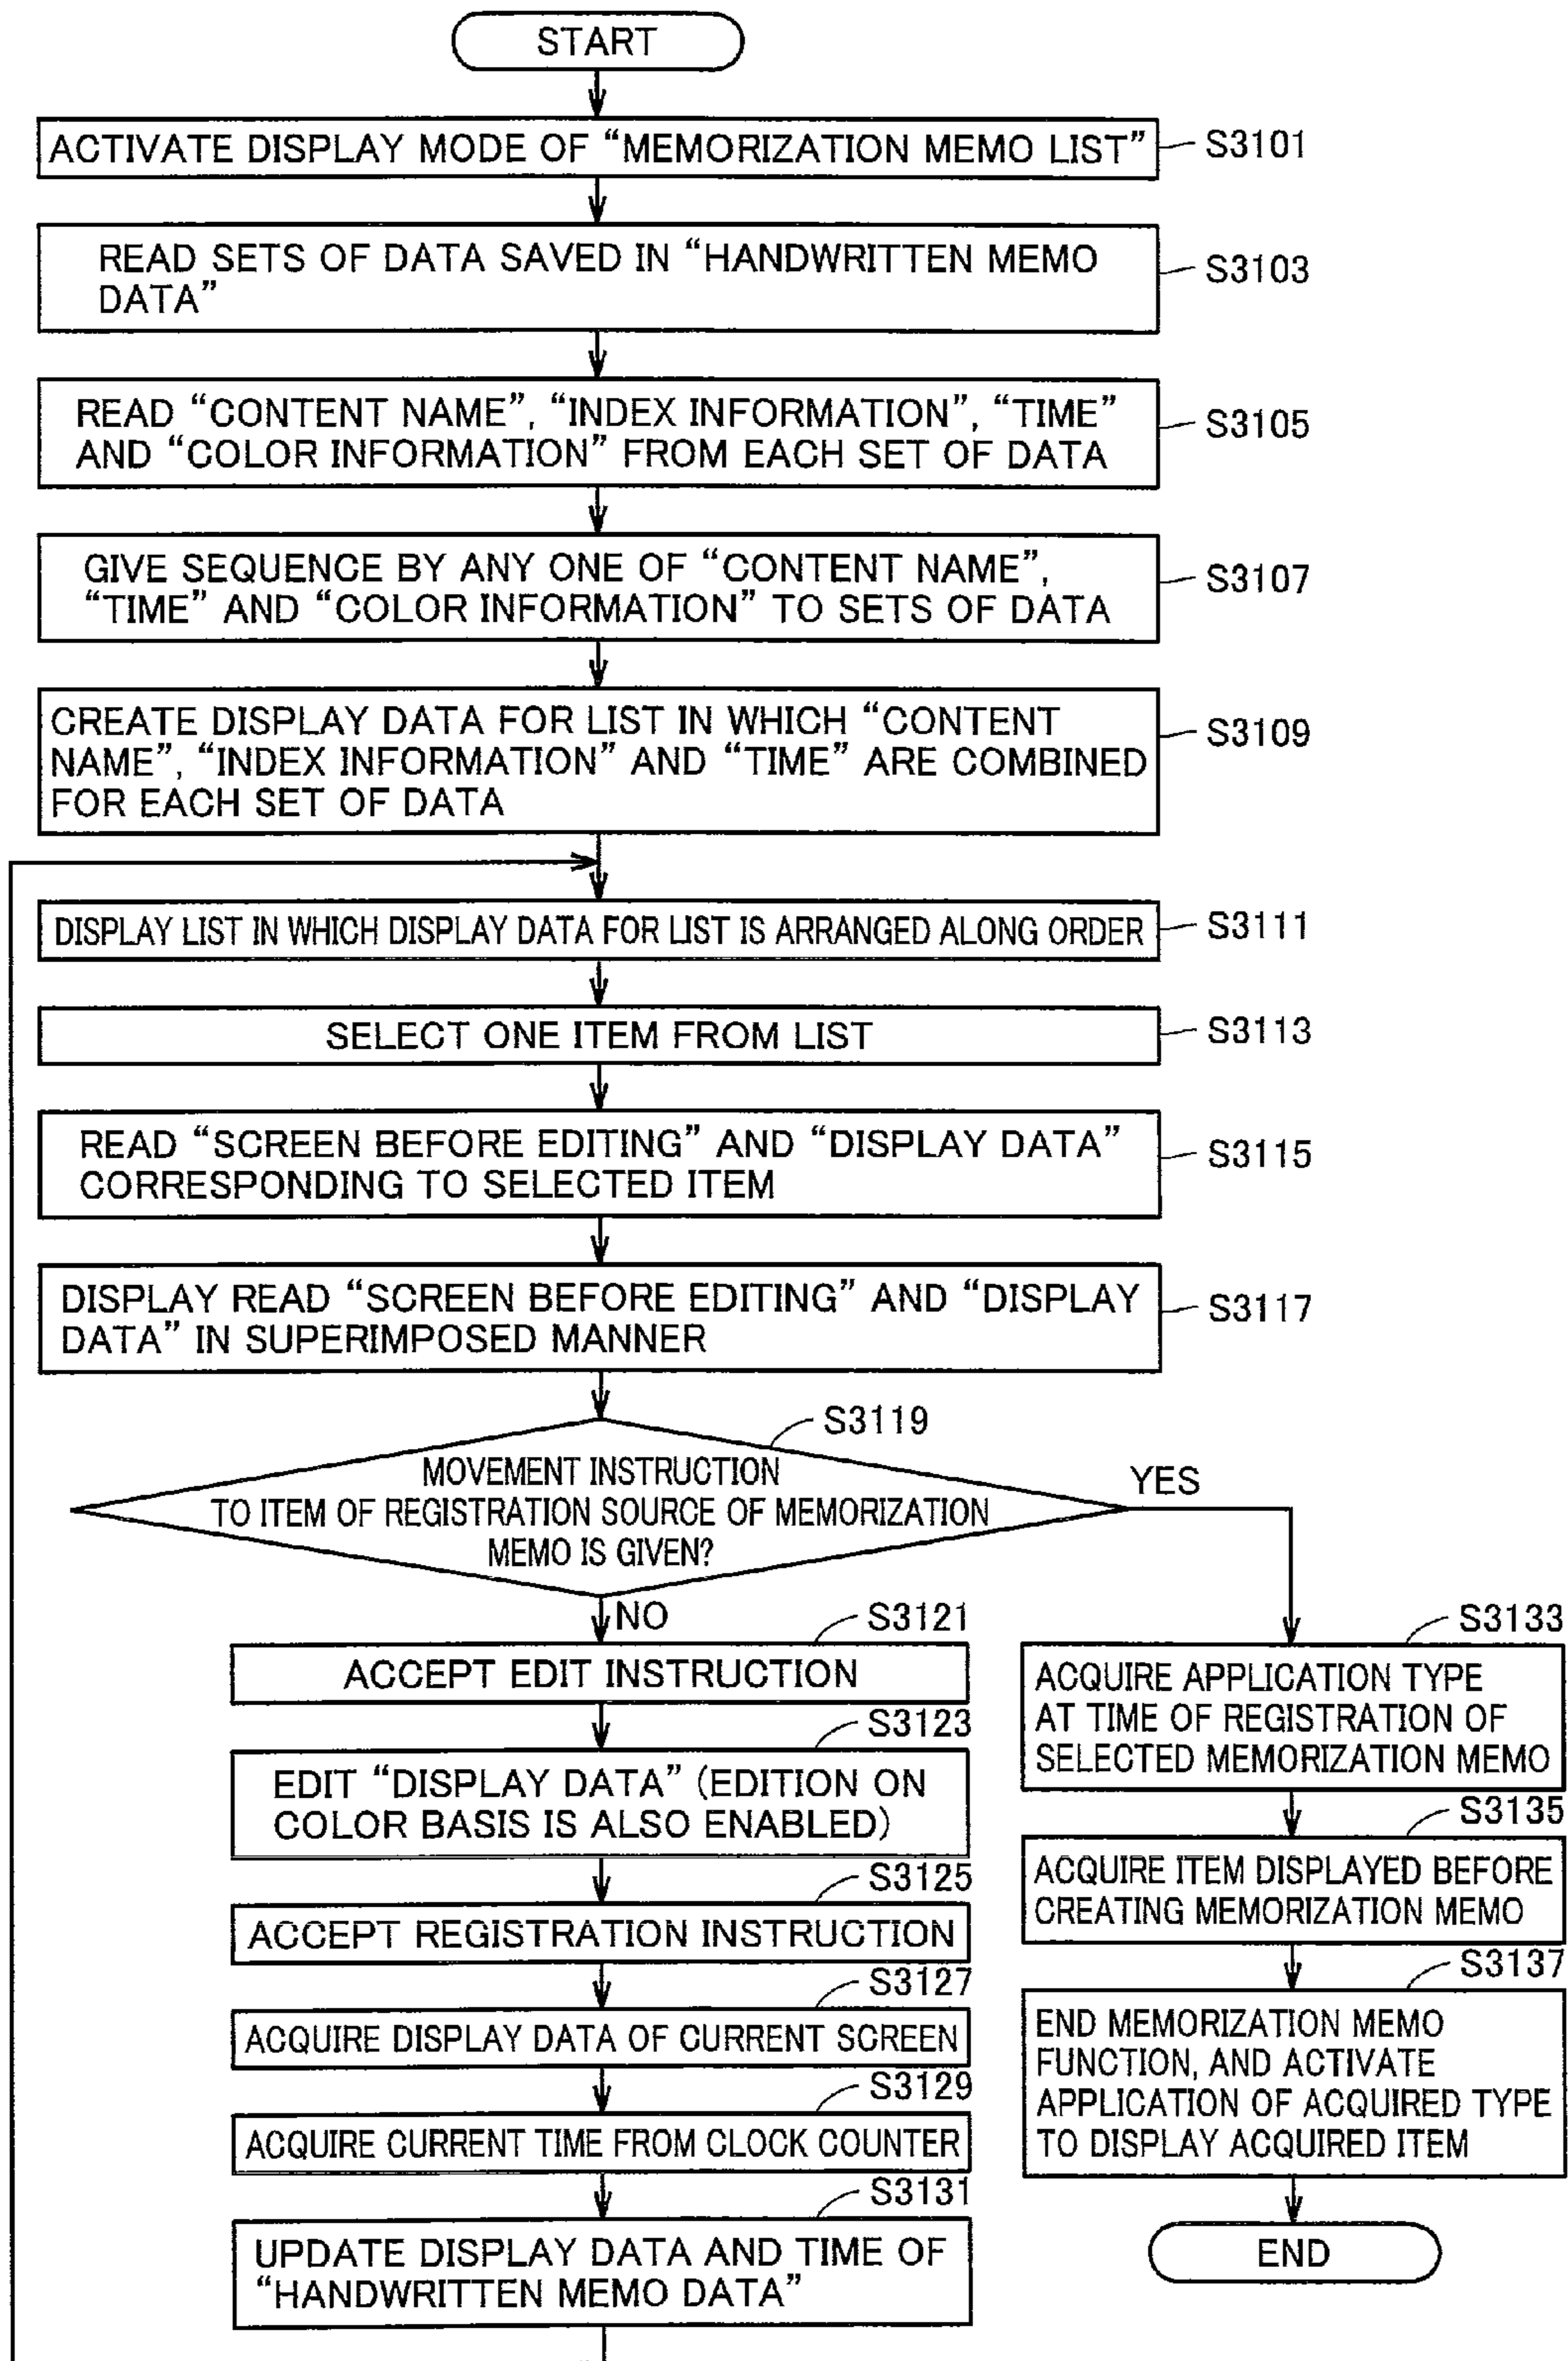 START
ACTIVATE DISPLAY MODE OF “MEMORIZATION MEMO LIST”
S3101
READ SETS OF DATA SAVED IN “HANDWRITTEN MEMO
DATA”
S3103
READ “CONTENT NAME”, “INDEX INFORMATION”, “TIME”
AND “COLOR INFORMATION” FROM EACH SET OF DATA
S3105
GIVE SEQUENCE BY ANY ONE OF “CONTENT NAME”,
“TIME” AND “COLOR INFORMATION” TO SETS OF DATA
S3107
CREATE DISPLAY DATA FOR LIST IN WHICH “CONTENT
NAME”, “INDEX INFORMATION” AND “TIME” ARE COMBINED
FOR EACH SET OF DATA
S3109
DISPLAY LIST IN WHICH DISPLAY DATA FOR LIST IS ARRANGED ALONG ORDER
S3111
SELECT ONE ITEM FROM LIST
S3113
READ “SCREEN BEFORE EDITING” AND “DISPLAY DATA”
CORRESPONDING TO SELECTED ITEM
S3115
DISPLAY READ “SCREEN BEFORE EDITING” AND “DISPLAY
DATA” IN SUPERIMPOSED MANNER
S3117
S3119
MOVEMENT INSTRUCTION
TO ITEM OF REGISTRATION SOURCE OF MEMORIZATION
MEMO IS GIVEN?
YES
NO
S3121
ACCEPT EDIT INSTRUCTION
S3123
EDIT “DISPLAY DATA” (EDITION ON
COLOR BASIS IS ALSO ENABLED)
S3125
ACCEPT REGISTRATION INSTRUCTION
S3127
ACQUIRE DISPLAY DATA OF CURRENT SCREEN
S3129
ACQUIRE CURRENT TIME FROM CLOCK COUNTER
S3131
UPDATE DISPLAY DATA AND TIME OF
“HANDWRITTEN MEMO DATA”
S3133
ACQUIRE APPLICATION TYPE
AT TIME OF REGISTRATION OF
SELECTED MEMORIZATION MEMO
S3135
ACQUIRE ITEM DISPLAYED BEFORE
CREATING MEMORIZATION MEMO
S3137
END MEMORIZATION MEMO
FUNCTION, AND ACTIVATE
APPLICATION OF ACQUIRED TYPE
TO DISPLAY ACQUIRED ITEM
END